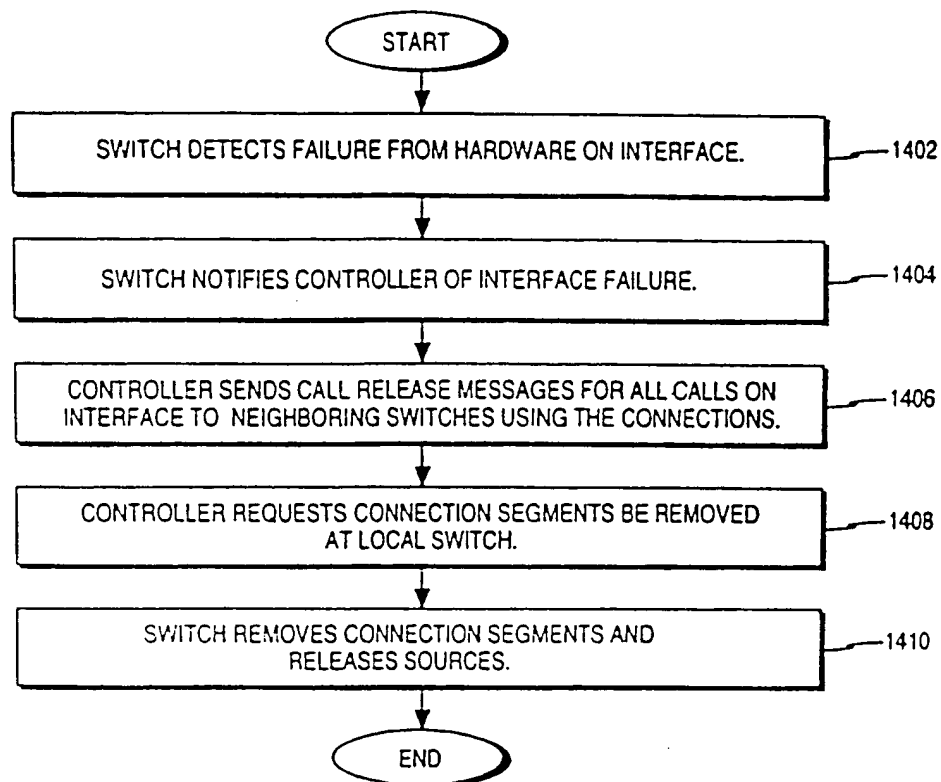 START
SWITCH DETECTS FAILURE FROM HARDWARE ON INTERFACE.
1402
SWITCH NOTIFIES CONTROLLER OF INTERFACE FAILURE.
1404
CONTROLLER SENDS CALL RELEASE MESSAGES FOR ALL CALLS ON
INTERFACE TO NEIGHBORING SWITCHES USING THE CONNECTIONS.
1406
CONTROLLER REQUESTS CONNECTION SEGMENTS BE REMOVED
AT LOCAL SWITCH.
1408
SWITCH REMOVES CONNECTION SEGMENTS AND
RELEASES SOURCES.
1410
END